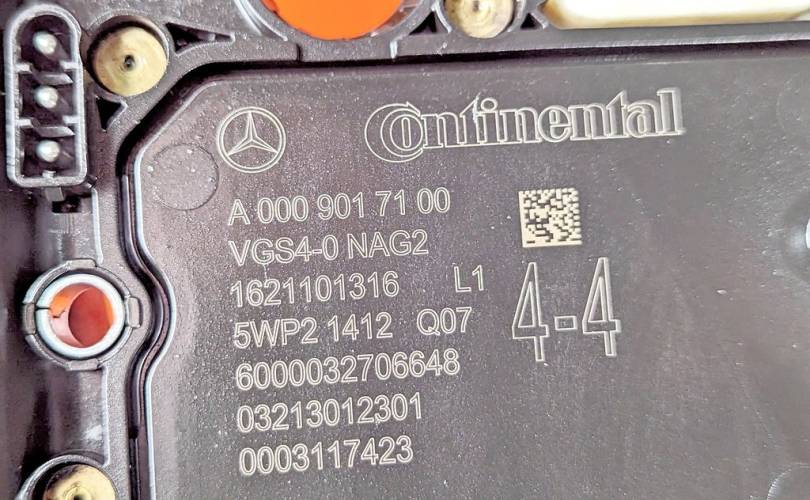 Continental
A 000 901 71 00
VGS4-0 NAG2
1621101316 L1
5WP2 1412 Q07
4-4
6000032706648
03213012301
0003117423